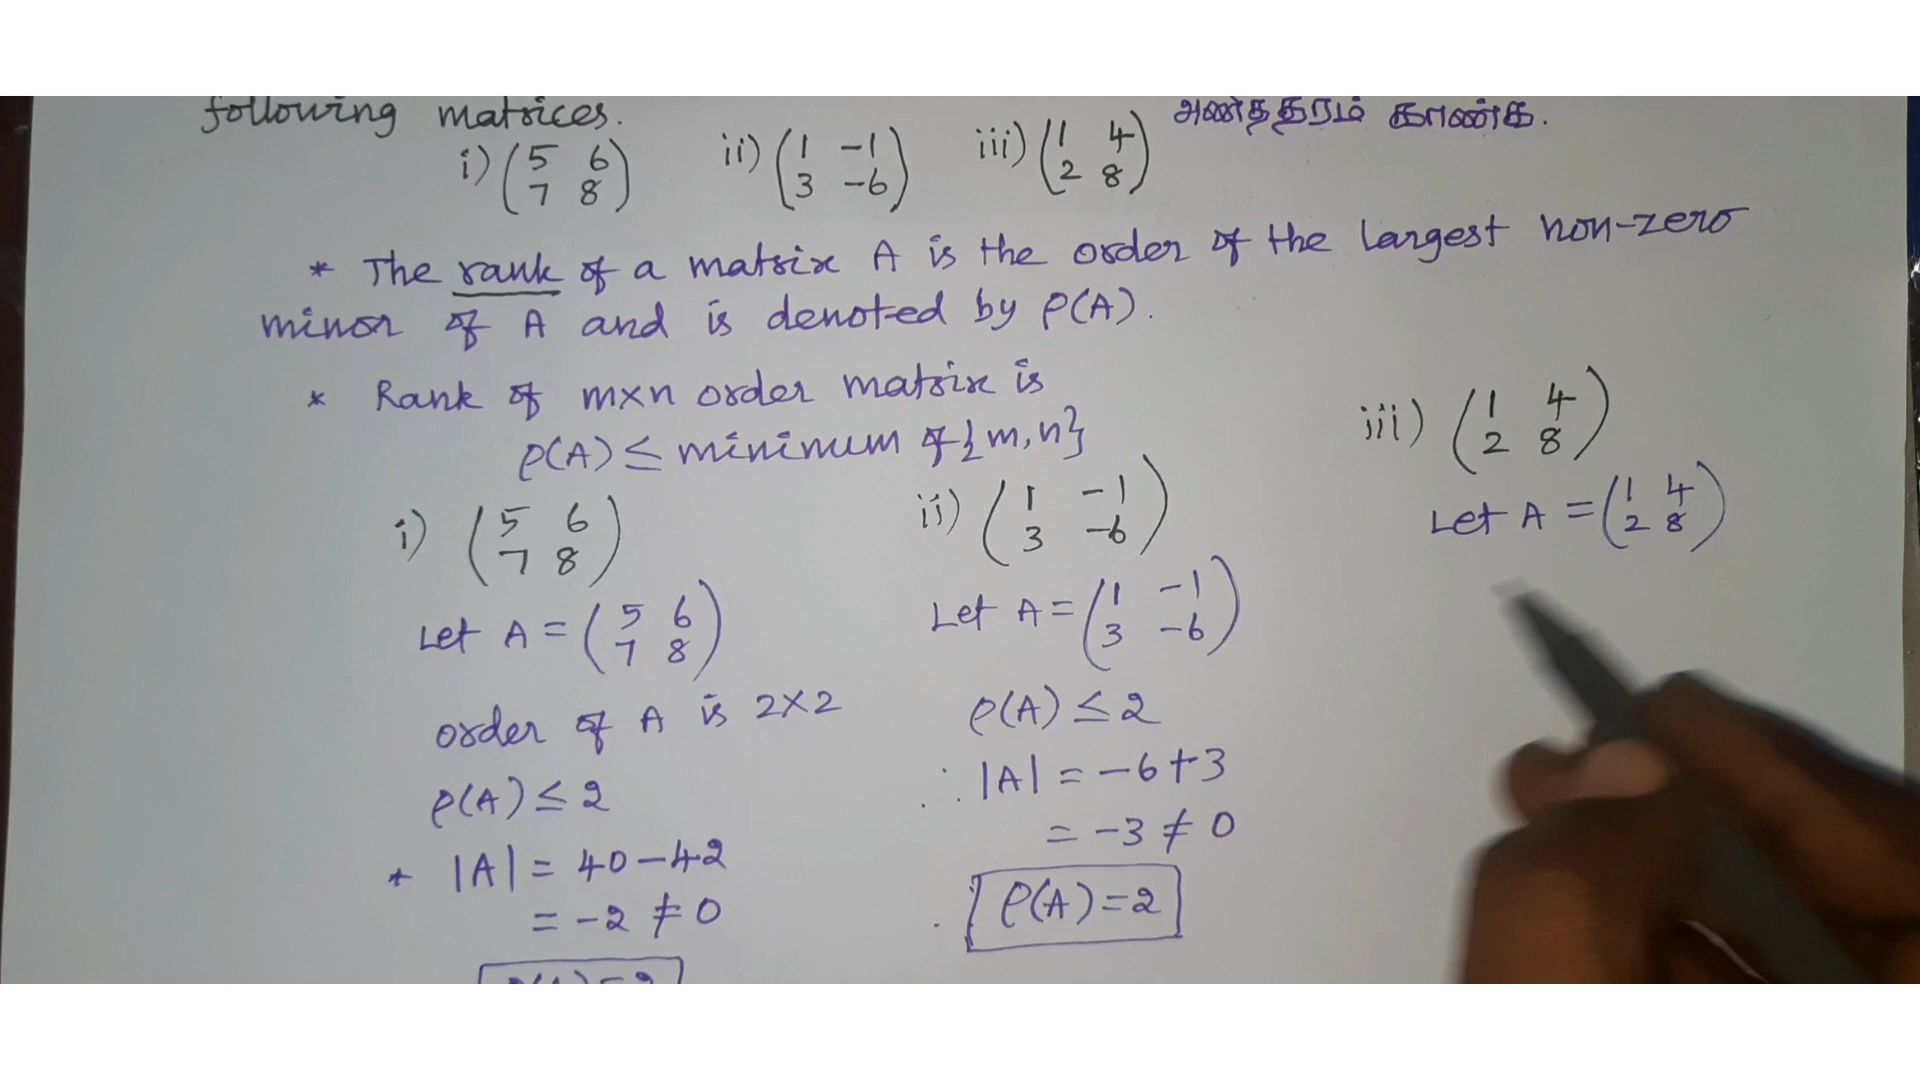 following matrices.
அணித்தரம் காண்க.
i) (5 6
7 8)
ii) (1 -1
3 -6)
iii) (1 4
2 8)
* The rank of a matrix A is the order of the largest non-zero
minor of A and is denoted by ρ(A).
* Rank of m×n order matrix is
ρ(A) ≤ minimum of {m,n}
i) (5 6
7 8)
Let A = (5 6
7 8)
order of A is 2×2
ρ(A) ≤ 2
* |A| = 40-42
= -2 ≠ 0
ii) (1 -1
3 -6)
Let A = (1 -1
3 -6)
ρ(A) ≤ 2
∴ |A| = -6+3
= -3 ≠ 0
ρ(A) = 2
iii) (1 4
2 8)
Let A = (1 4
2 8)